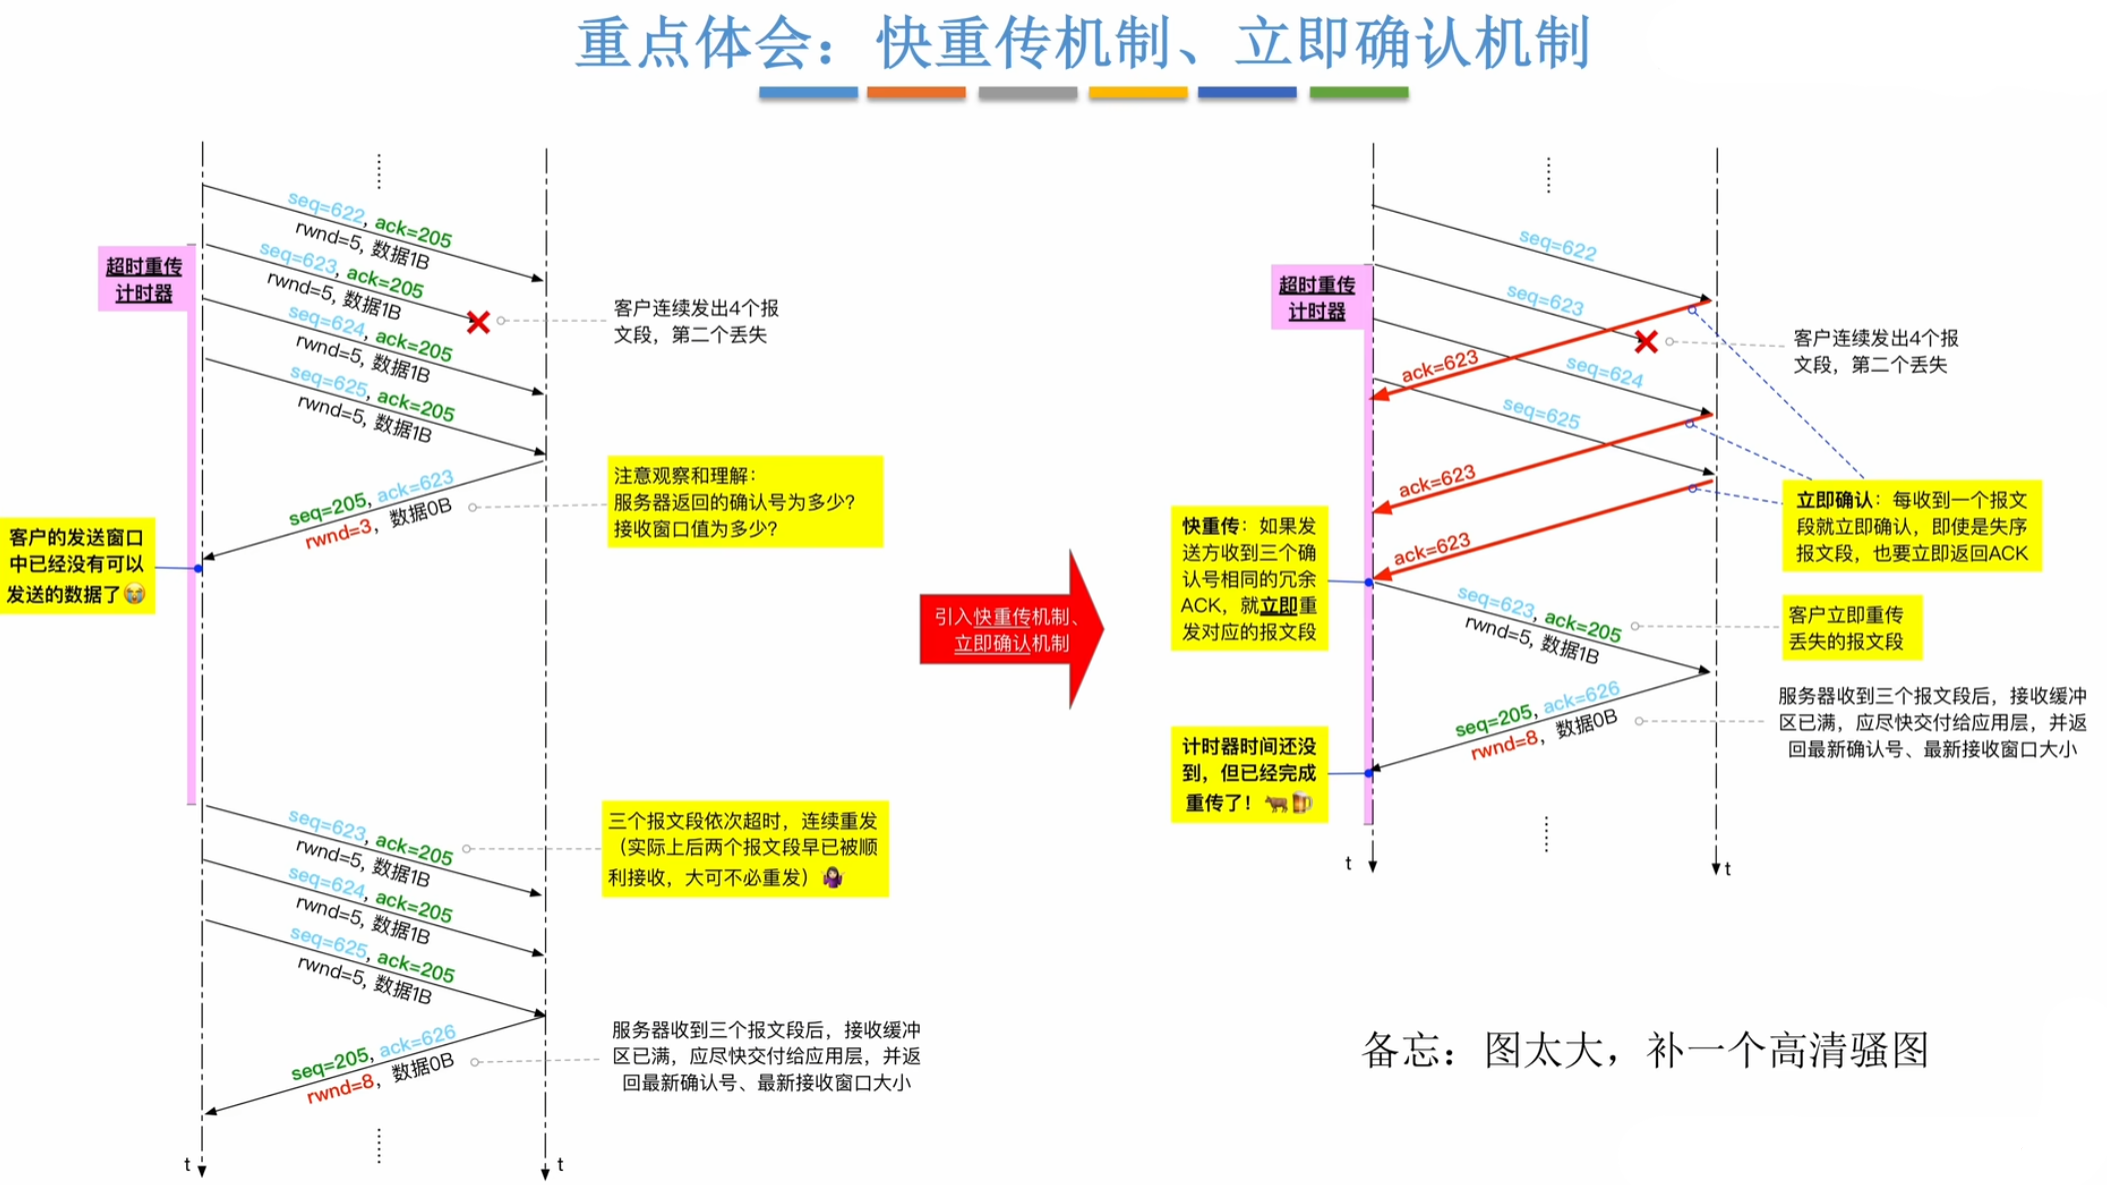 重点体会：快重传机制、立即确认机制
seq=622, ack=205
rwnd=5, 数据1B
seq=623, ack=205
rwnd=5, 数据1B
seq=624, ack=205
rwnd=5, 数据1B
seq=625, ack=205
rwnd=5, 数据1B
超时重传
计时器
客户连续发出4个报
文段，第二个丢失
seq=205, ack=623
rwnd=3，数据0B
注意观察和理解：
服务器返回的确认号为多少？
接收窗口值为多少？
客户的发送窗口
中已经没有可以
发送的数据了😭
seq=623, ack=205
rwnd=5, 数据1B
seq=624, ack=205
rwnd=5, 数据1B
seq=625, ack=205
rwnd=5, 数据1B
三个报文段依次超时，连续重发
（实际上后两个报文段早已被顺
利接收，大可不必重发）🤷‍♀️
seq=205, ack=626
rwnd=8，数据0B
服务器收到三个报文段后，接收缓冲
区已满，应尽快交付给应用层，并返
回最新确认号、最新接收窗口大小
t
t
引入快重传机制、
立即确认机制
seq=622
seq=623
seq=624
seq=625
超时重传
计时器
客户连续发出4个报
文段，第二个丢失
ack=623
ack=623
ack=623
立即确认：每收到一个报文
段就立即确认，即使是失序
报文段，也要立即返回ACK
快重传：如果发
送方收到三个确
认号相同的冗余
ACK，就立即重
发对应的报文段
seq=623, ack=205
rwnd=5, 数据1B
客户立即重传
丢失的报文段
seq=205, ack=626
rwnd=8，数据0B
服务器收到三个报文段后，接收缓冲
区已满，应尽快交付给应用层，并返
回最新确认号、最新接收窗口大小
计时器时间还没
到，但已经完成
重传了！🐂🍺
t
t
备忘：图太大，补一个高清骚图